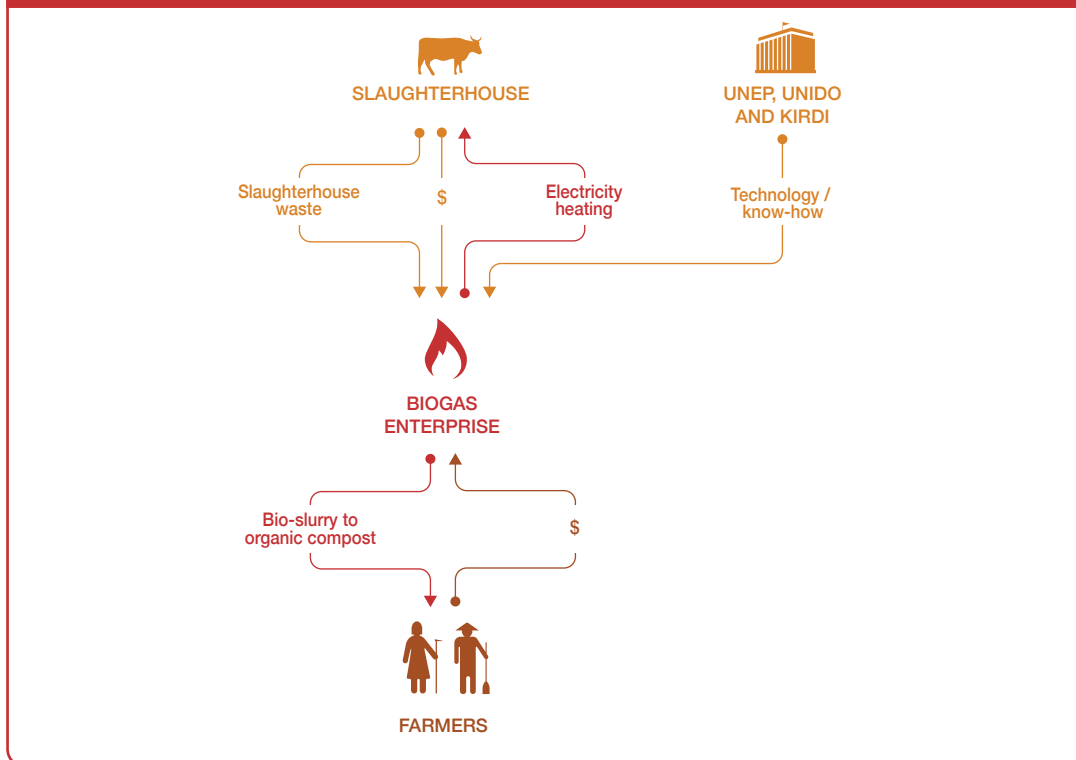 SLAUGHTERHOUSE
UNEP, UNIDO
AND KIRDI
Slaughterhouse
waste
$
Electricity
heating
Technology /
know-how
BIOGAS
ENTERPRISE
Bio-slurry to
organic compost
$
FARMERS